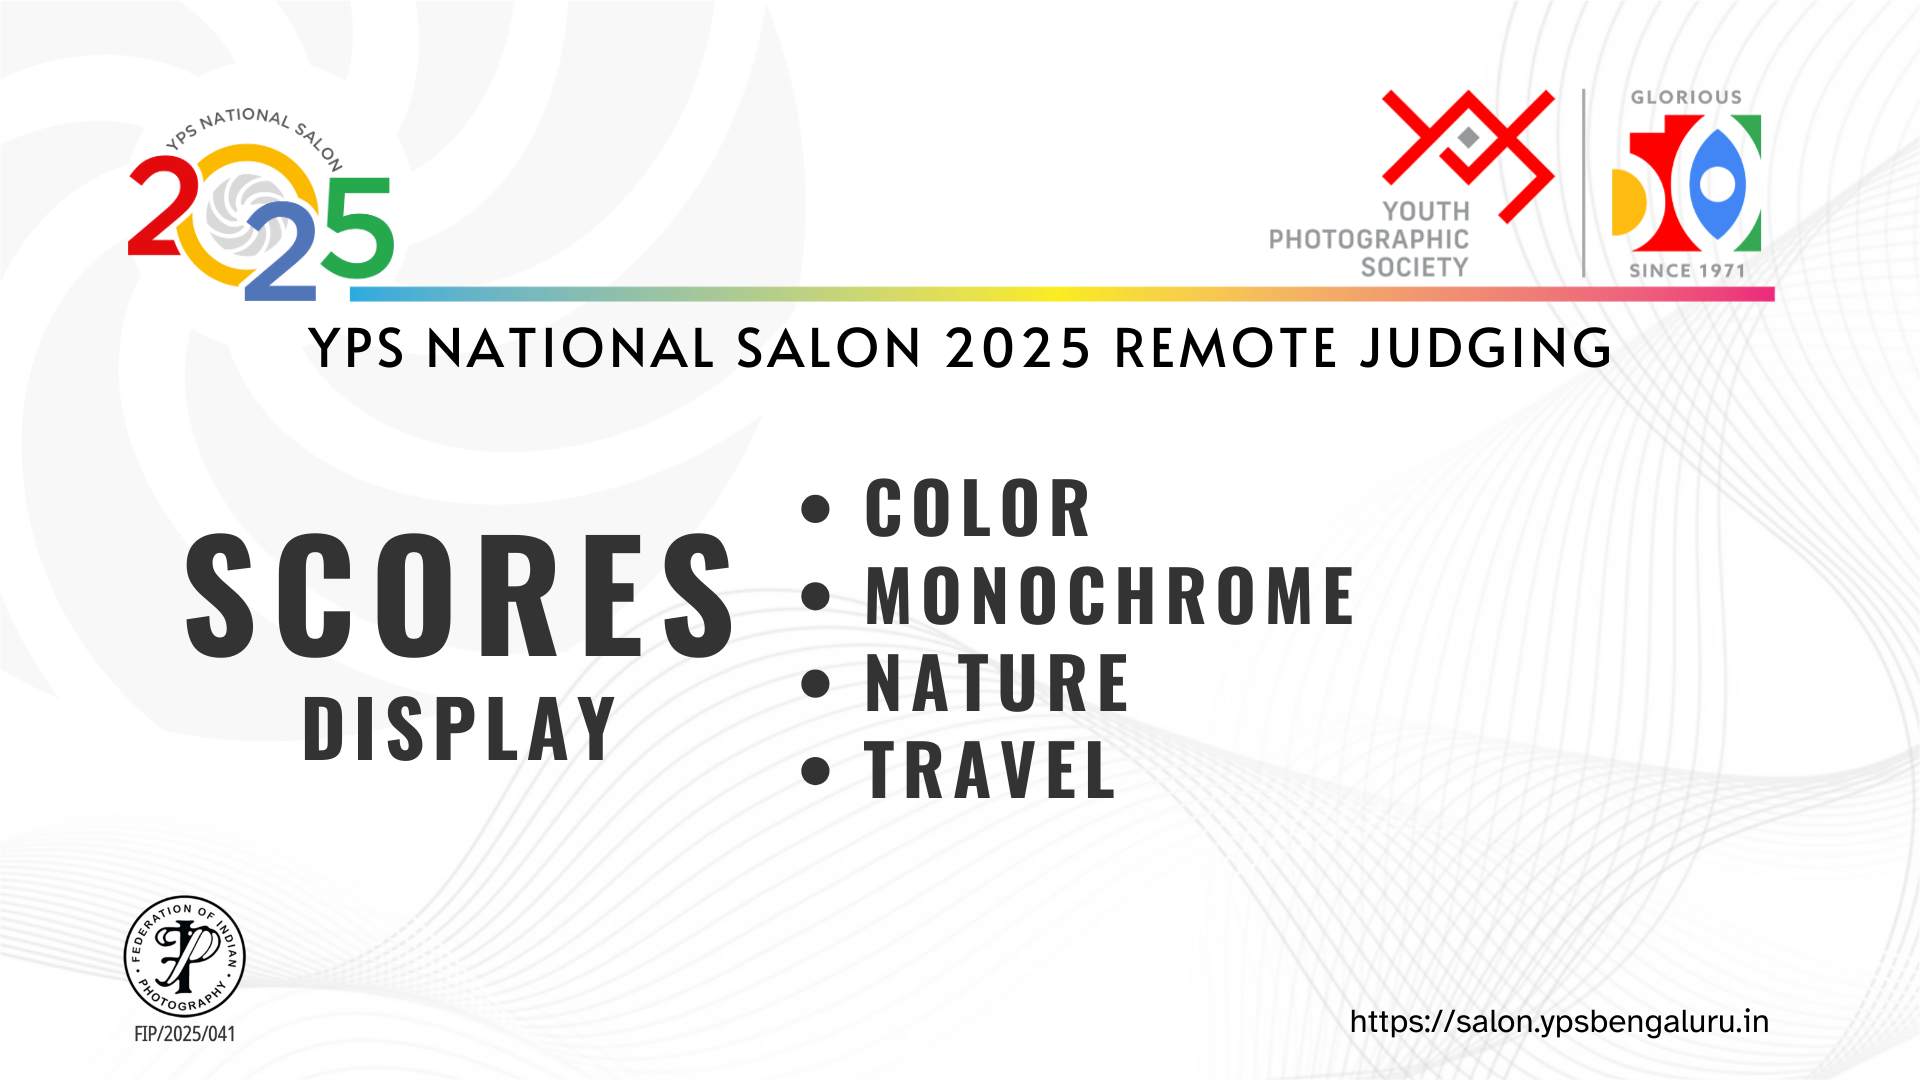 YPS NATIONAL SALON
2025
YOUTH
PHOTOGRAPHIC
SOCIETY
GLORIOUS
50
SINCE 1971
YPS NATIONAL SALON 2025 REMOTE JUDGING
SCORES
DISPLAY
• COLOR
• MONOCHROME
• NATURE
• TRAVEL
FEDERATION OF INDIAN
• PHOTOGRAPHY •
FIP/2025/041
https://salon.ypsbengaluru.in